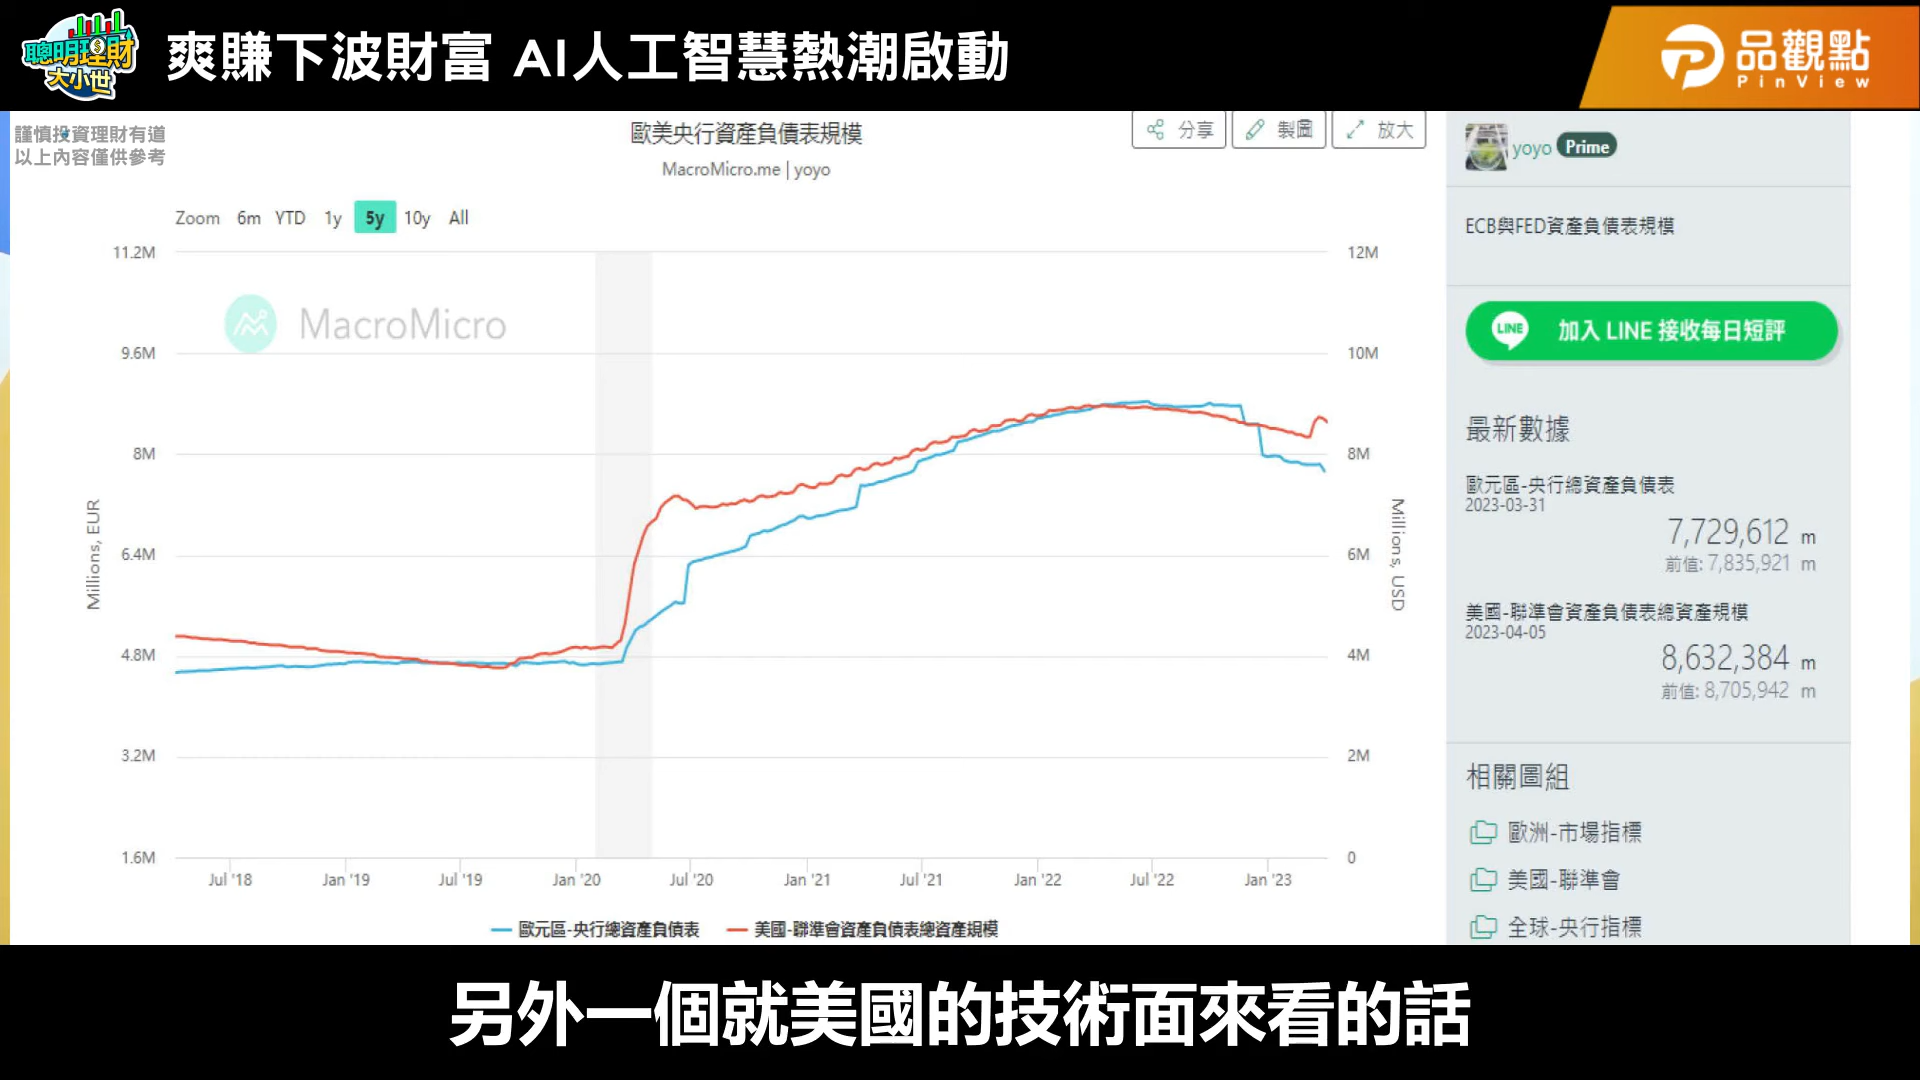 聰明理財
大小世
爽賺下波財富 AI人工智慧熱潮啟動
品觀點
PinView
謹慎投資理財有道
以上內容僅供參考
歐美央行資產負債表規模
MacroMicro.me | yoyo
分享
製圖
放大
Zoom 6m YTD 1y 5y 10y All
MacroMicro
11.2M
9.6M
8M
6.4M
4.8M
3.2M
1.6M
Millions, EUR
12M
10M
8M
6M
4M
2M
0
Millions, USD
Jul '18 Jan '19 Jul '19 Jan '20 Jul '20 Jan '21 Jul '21 Jan '22 Jul '22 Jan '23
歐元區-央行總資產負債表 美國-聯準會資產負債表總資產規模
yoyo Prime
ECB與FED資產負債表規模
LINE 加入 LINE 接收每日短評
最新數據
歐元區-央行總資產負債表
2023-03-31
7,729,612 m
前值: 7,835,921 m
美國-聯準會資產負債表總資產規模
2023-04-05
8,632,384 m
前值: 8,705,942 m
相關圖組
歐洲-市場指標
美國-聯準會
全球-央行指標
另外一個就美國的技術面來看的話